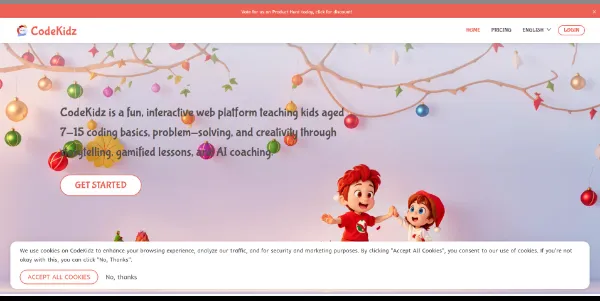 Vote for us on Product Hunt today, click for discount!
×
CodeKidz
HOME
PRICING
ENGLISH
LOGIN
CodeKidz is a fun, interactive web platform teaching kids aged
7-15 coding basics, problem-solving, and creativity through
storytelling, gamified lessons, and AI coaching.
GET STARTED
We use cookies on CodeKidz to enhance your browsing experience, analyze our traffic, and for security and marketing purposes. By clicking "Accept All Cookies", you consent to our use of cookies. If you're not
okay with this, you can click "No, Thanks".
ACCEPT ALL COOKIES
No, thanks